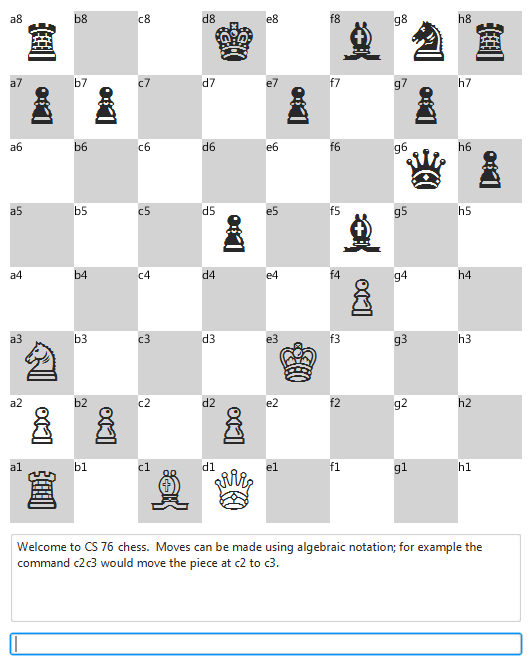 a8 b8 c8 d8 e8 f8 g8 h8
a7 b7 c7 d7 e7 f7 g7 h7
a6 b6 c6 d6 e6 f6 g6 h6
a5 b5 c5 d5 e5 f5 g5 h5
a4 b4 c4 d4 e4 f4 g4 h4
a3 b3 c3 d3 e3 f3 g3 h3
a2 b2 c2 d2 e2 f2 g2 h2
a1 b1 c1 d1 e1 f1 g1 h1
Welcome to CS 76 chess.  Moves can be made using algebraic notation; for example the
command c2c3 would move the piece at c2 to c3.